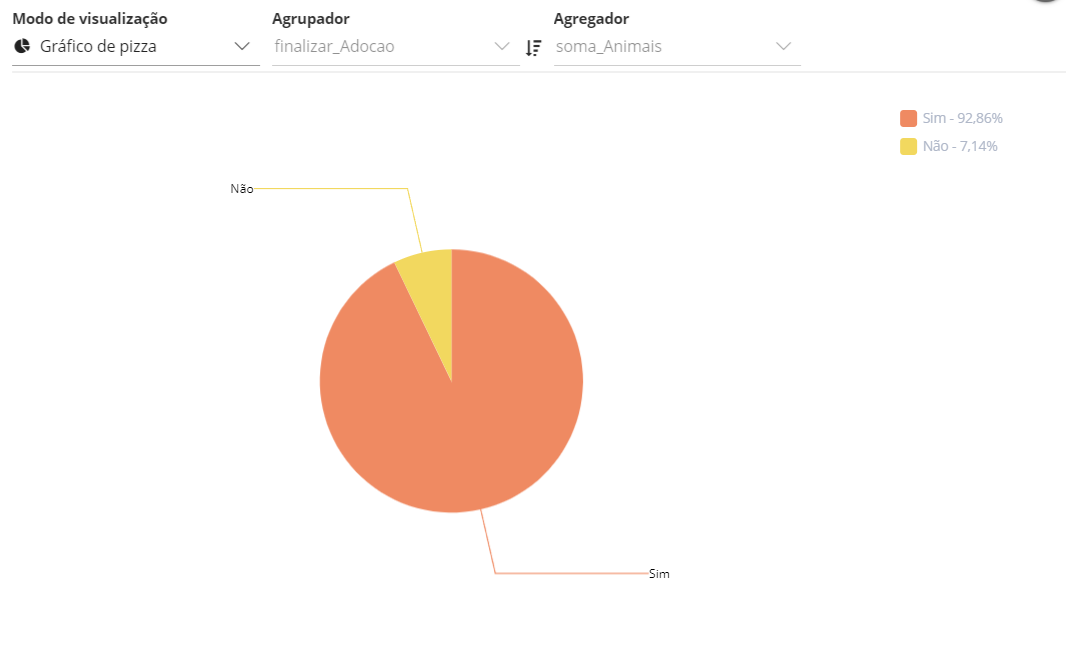 Modo de visualização
Agrupador
Agregador
Gráfico de pizza
finalizar_Adocao
soma_Animais
Sim - 92,86%
Não - 7,14%
Não
Sim